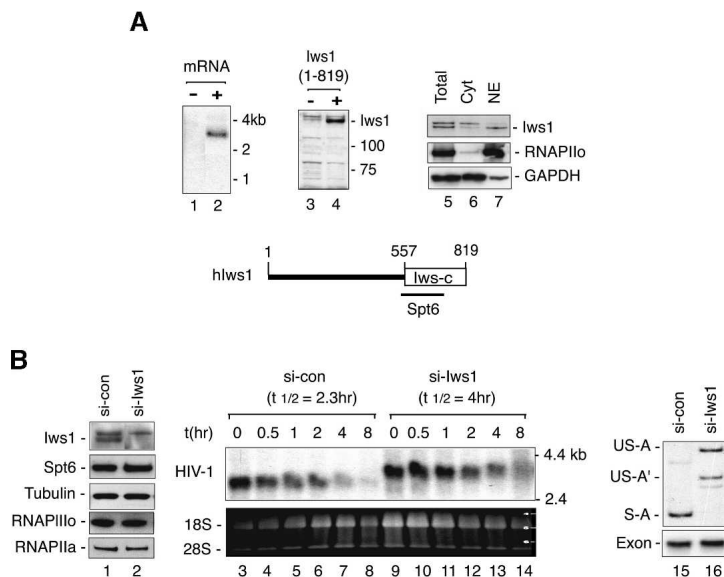 A
mRNA
- +
- 4kb
- 2
- 1
1 2
Iws1
(1-819)
- +
- Iws1
- 100
- 75
3 4
Total Cyt NE
- Iws1
- RNAPIIo
- GAPDH
5 6 7
1 557 819
hIws1
Iws-c
Spt6
B
si-con si-Iws1
Iws1 -
Spt6 -
Tubulin -
RNAPIIIo -
RNAPIIa -
1 2
si-con si-Iws1
(t 1/2 = 2.3hr) (t 1/2 = 4hr)
t(hr) 0 0.5 1 2 4 8 0 0.5 1 2 4 8
HIV-1
- 4.4 kb
- 2.4
18S -
28S -
3 4 5 6 7 8 9 10 11 12 13 14
si-con si-Iws1
US-A -
US-A' -
S-A -
Exon -
15 16